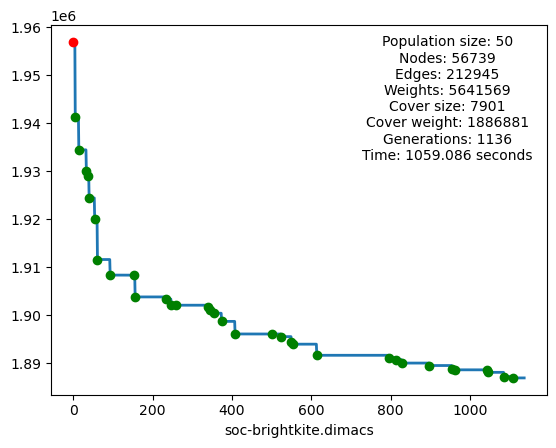 1e6
1.96
1.95
1.94
1.93
1.92
1.91
1.90
1.89
Population size: 50
Nodes: 56739
Edges: 212945
Weights: 5641569
Cover size: 7901
Cover weight: 1886881
Generations: 1136
Time: 1059.086 seconds
0 200 400 600 800 1000
soc-brightkite.dimacs